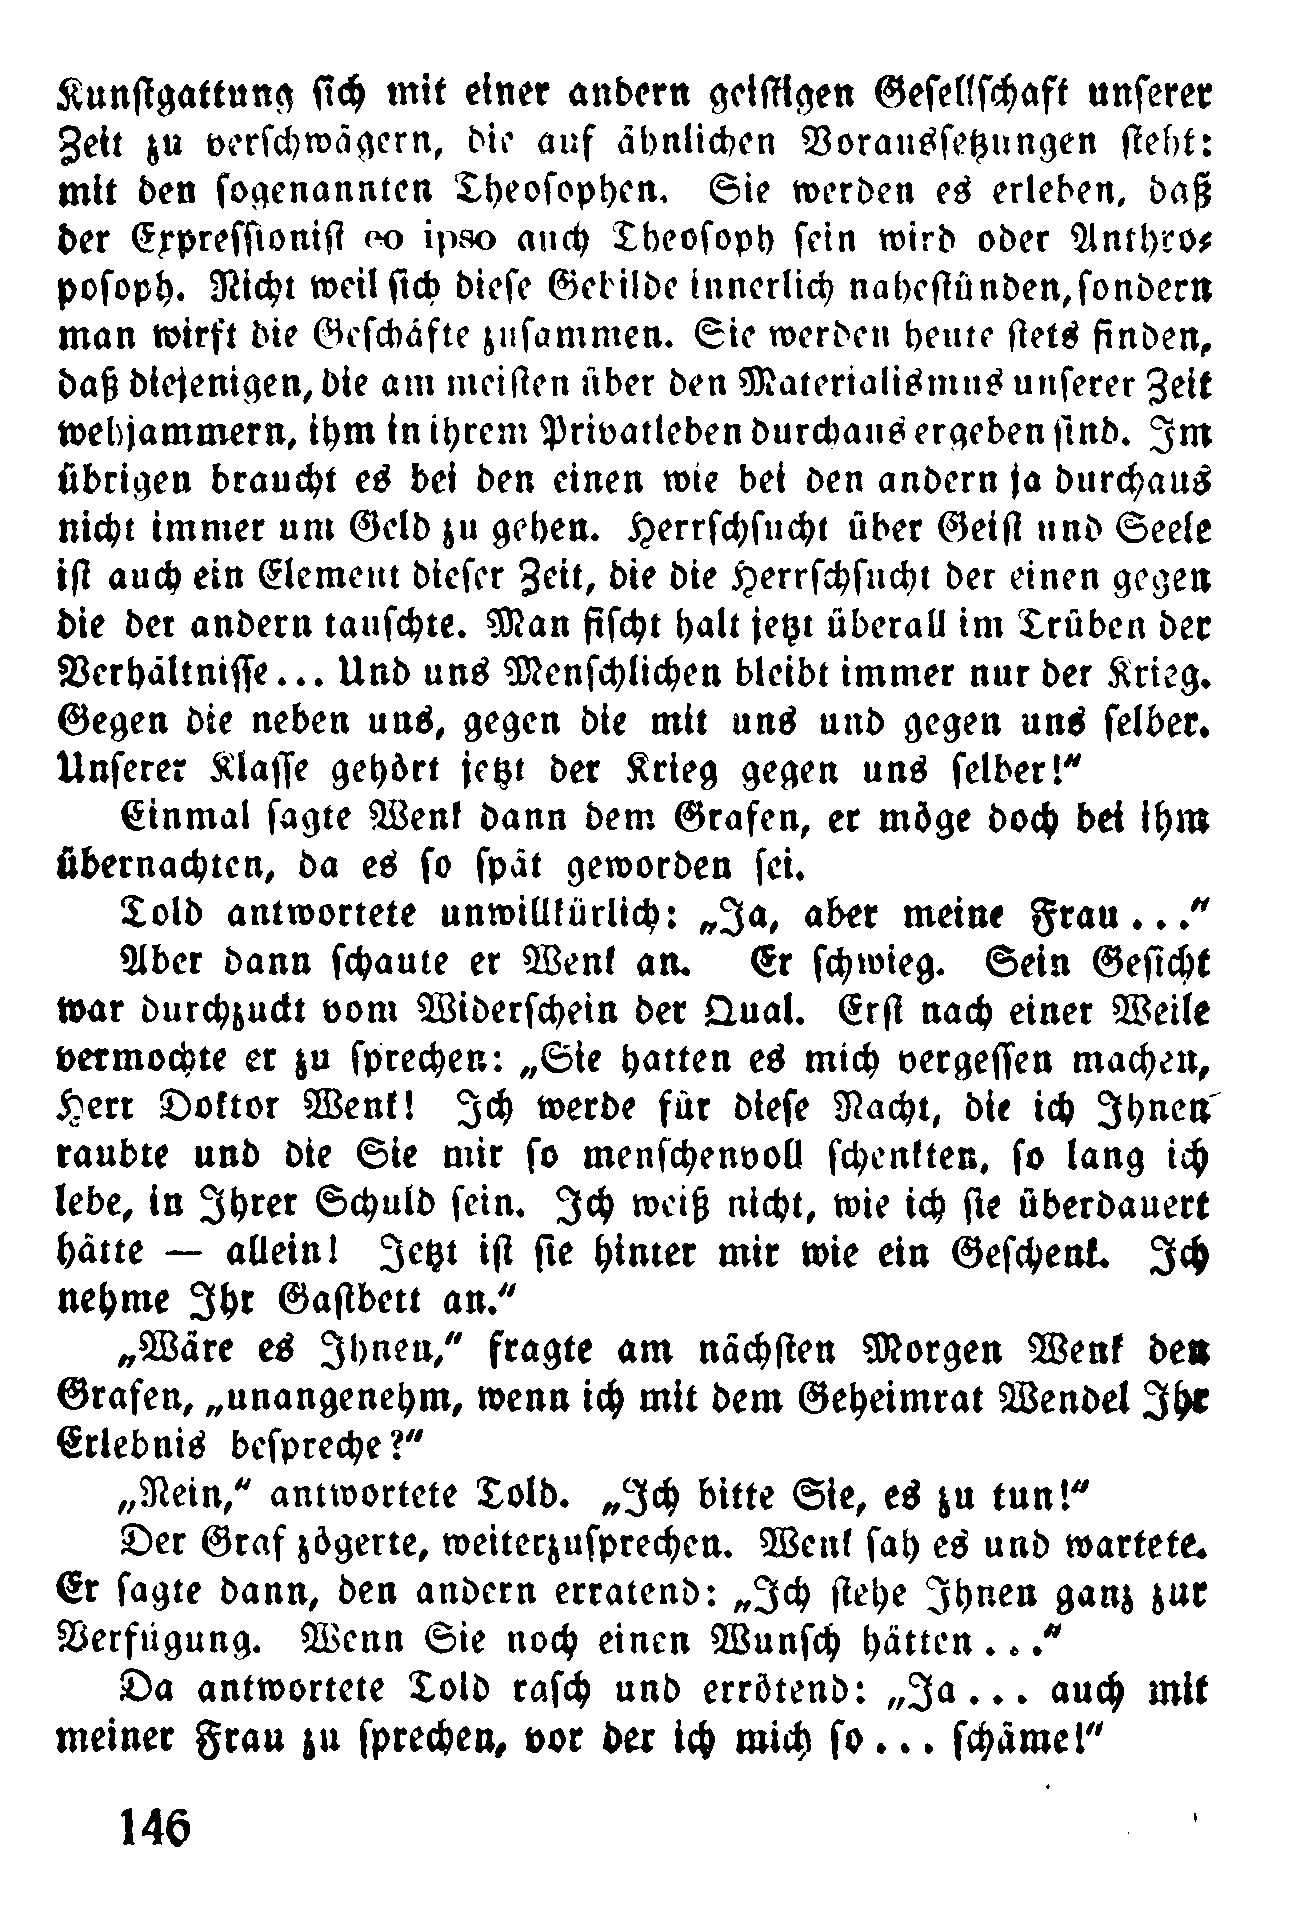 Kunstgattung sich mit einer andern geistigen Gesellschaft unserer
Zeit zu verschwägern, die auf ähnlichen Voraussetzungen steht:
mit den sogenannten Theosophen. Sie werden es erleben, daß
der Expressionist eo ipso auch Theosoph sein wird oder Anthro-
posoph. Nicht weil sich diese Gebilde innerlich nahestünden, sondern
man wirft die Geschäfte zusammen. Sie werden heute stets finden,
daß diejenigen, die am meisten über den Materialismus unserer Zeit
wehjammern, ihm in ihrem Privatleben durchaus ergeben sind. Im
übrigen braucht es bei den einen wie bei den andern ja durchaus
nicht immer um Geld zu gehen. Herrschsucht über Geist und Seele
ist auch ein Element dieser Zeit, die die Herrschsucht der einen gegen
die der andern tauschte. Man fischt halt jetzt überall im Trüben der
Verhältnisse... Und uns Menschlichen bleibt immer nur der Krieg.
Gegen die neben uns, gegen die mit uns und gegen uns selber.
Unserer Klasse gehört jetzt der Krieg gegen uns selber!“
Einmal sagte Wenk dann dem Grafen, er möge doch bei ihm
übernachten, da es so spät geworden sei.
Told antwortete unwillkürlich: „Ja, aber meine Frau...“
Aber dann schaute er Wenk an. Er schwieg. Sein Gesicht
war durchzuckt vom Widerschein der Qual. Erst nach einer Weile
vermochte er zu sprechen: „Sie hatten es mich vergessen machen,
Herr Doktor Wenk! Ich werde für diese Nacht, die ich Ihnen
raubte und die Sie mir so menschenvoll schenkten, so lang ich
lebe, in Ihrer Schuld sein. Ich weiß nicht, wie ich sie überdauert
hätte — allein! Jetzt ist sie hinter mir wie ein Geschenk. Ich
nehme Ihr Gastbett an.“
„Wäre es Ihnen,“ fragte am nächsten Morgen Wenk den
Grafen, „unangenehm, wenn ich mit dem Geheimrat Wendel Ihr
Erlebnis bespreche?“
„Nein,“ antwortete Told. „Ich bitte Sie, es zu tun!“
Der Graf zögerte, weiterzusprechen. Wenk sah es und wartete.
Er sagte dann, den andern erratend: „Ich stehe Ihnen ganz zur
Verfügung. Wenn Sie noch einen Wunsch hätten...“
Da antwortete Told rasch und errötend: „Ja... auch mit
meiner Frau zu sprechen, vor der ich mich so... schäme!“
146